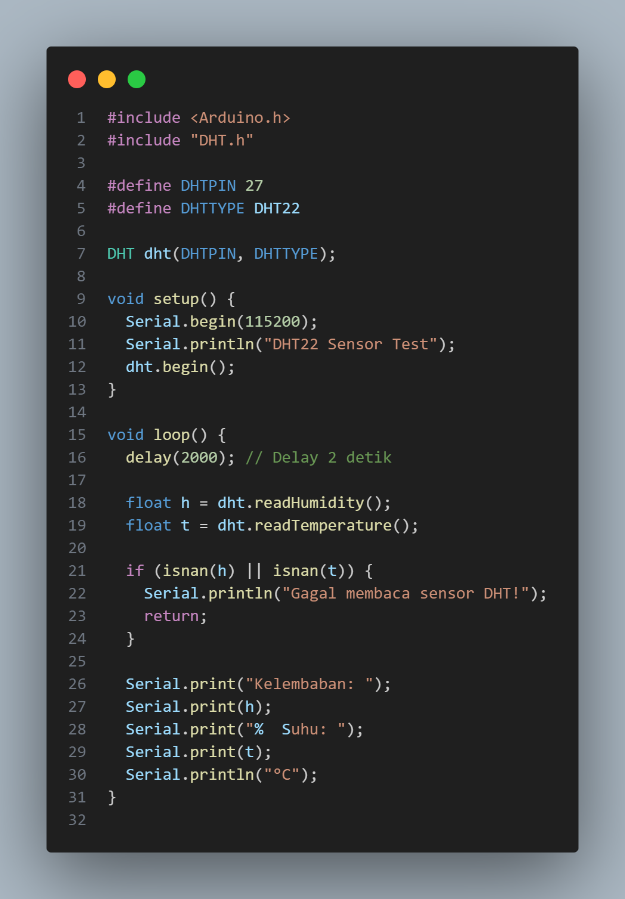 1 #include <Arduino.h>
2 #include "DHT.h"
3
4 #define DHTPIN 27
5 #define DHTTYPE DHT22
6
7 DHT dht(DHTPIN, DHTTYPE);
8
9 void setup() {
10   Serial.begin(115200);
11   Serial.println("DHT22 Sensor Test");
12   dht.begin();
13 }
14
15 void loop() {
16   delay(2000); // Delay 2 detik
17
18   float h = dht.readHumidity();
19   float t = dht.readTemperature();
20
21   if (isnan(h) || isnan(t)) {
22     Serial.println("Gagal membaca sensor DHT!");
23     return;
24   }
25
26   Serial.print("Kelembaban: ");
27   Serial.print(h);
28   Serial.print("%  Suhu: ");
29   Serial.print(t);
30   Serial.println("°C");
31 }
32